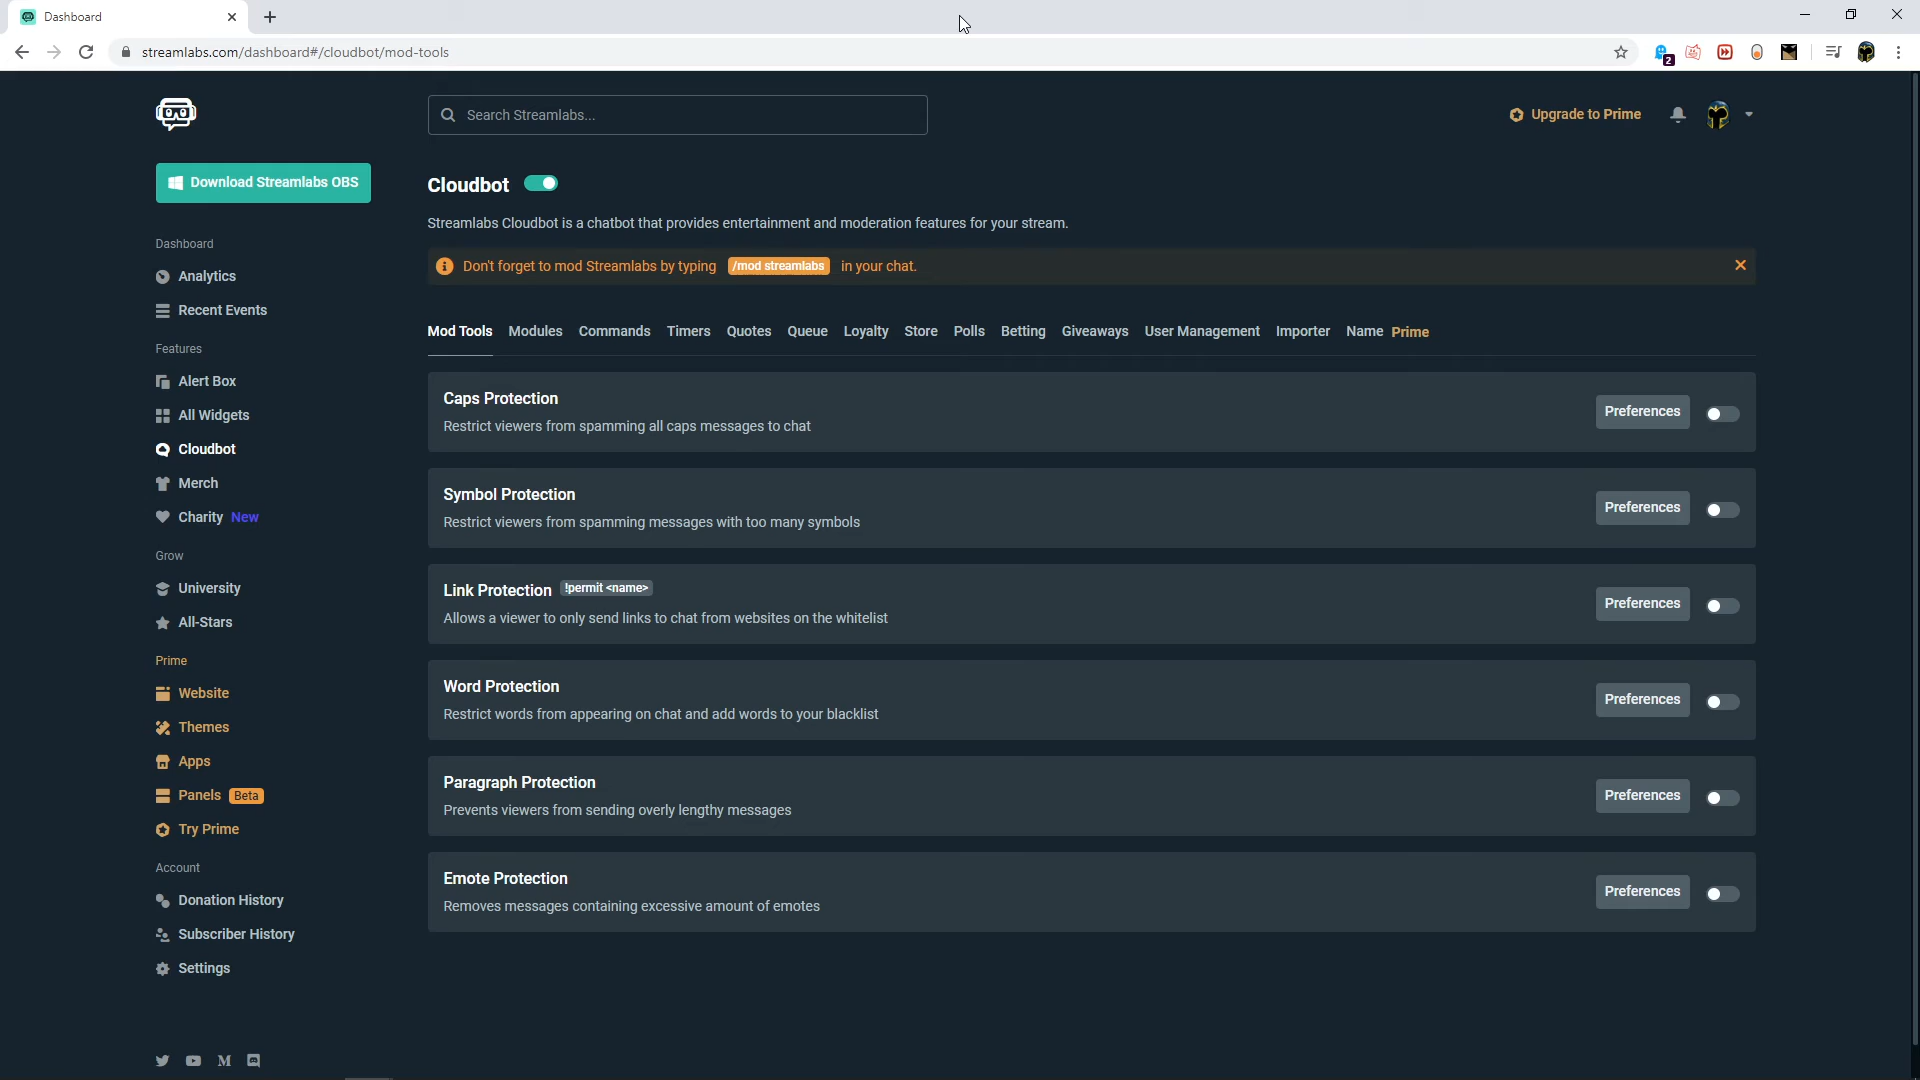 Dashboard
streamlabs.com/dashboard#/cloudbot/mod-tools
2
Search Streamlabs...
Upgrade to Prime
Download Streamlabs OBS
Dashboard
Analytics
Recent Events
Features
Alert Box
All Widgets
Cloudbot
Merch
Charity New
Grow
University
All-Stars
Prime
Website
Themes
Apps
Panels Beta
Try Prime
Account
Donation History
Subscriber History
Settings
Cloudbot
Streamlabs Cloudbot is a chatbot that provides entertainment and moderation features for your stream.
Don't forget to mod Streamlabs by typing /mod streamlabs in your chat.
Mod Tools Modules Commands Timers Quotes Queue Loyalty Store Polls Betting Giveaways User Management Importer Name Prime
Caps Protection
Restrict viewers from spamming all caps messages to chat
Preferences
Symbol Protection
Restrict viewers from spamming messages with too many symbols
Preferences
Link Protection !permit <name>
Allows a viewer to only send links to chat from websites on the whitelist
Preferences
Word Protection
Restrict words from appearing on chat and add words to your blacklist
Preferences
Paragraph Protection
Prevents viewers from sending overly lengthy messages
Preferences
Emote Protection
Removes messages containing excessive amount of emotes
Preferences